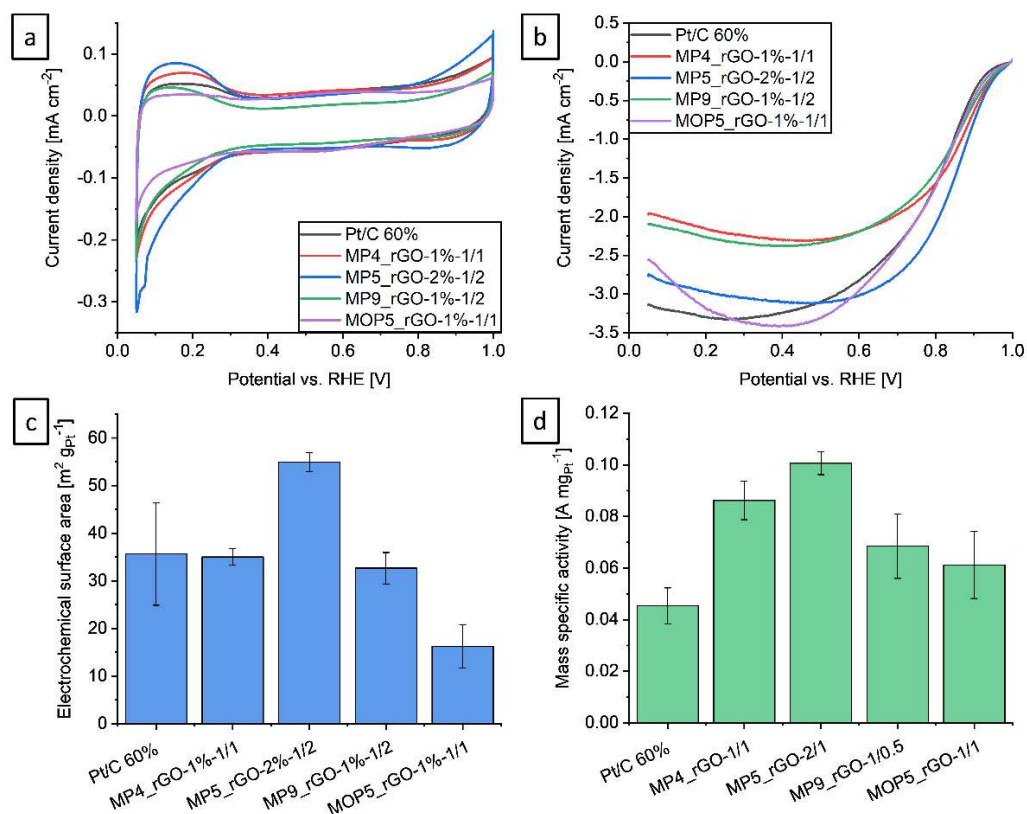 a
Current density [mA cm⁻²]
0.1
0.0
-0.1
-0.2
-0.3
0.0
0.2
0.4
0.6
0.8
1.0
Potential vs. RHE [V]
Pt/C 60%
MP4_rGO-1%-1/1
MP5_rGO-2%-1/2
MP9_rGO-1%-1/2
MOP5_rGO-1%-1/1
b
Current density [mA cm⁻²]
0.0
-0.5
-1.0
-1.5
-2.0
-2.5
-3.0
-3.5
0.0
0.2
0.4
0.6
0.8
1.0
Potential vs. RHE [V]
Pt/C 60%
MP4_rGO-1%-1/1
MP5_rGO-2%-1/2
MP9_rGO-1%-1/2
MOP5_rGO-1%-1/1
c
Electrochemical surface area [m² gPt⁻¹]
60
50
40
30
20
10
0
Pt/C 60%
MP4_rGO-1%-1/1
MP5_rGO-2%-1/2
MP9_rGO-1%-1/2
MOP5_rGO-1%-1/1
d
Mass specific activity [A mgPt⁻¹]
0.12
0.10
0.08
0.06
0.04
0.02
0.00
Pt/C 60%
MP4_rGO-1/1
MP5_rGO-2/1
MP9_rGO-1/0.5
MOP5_rGO-1/1